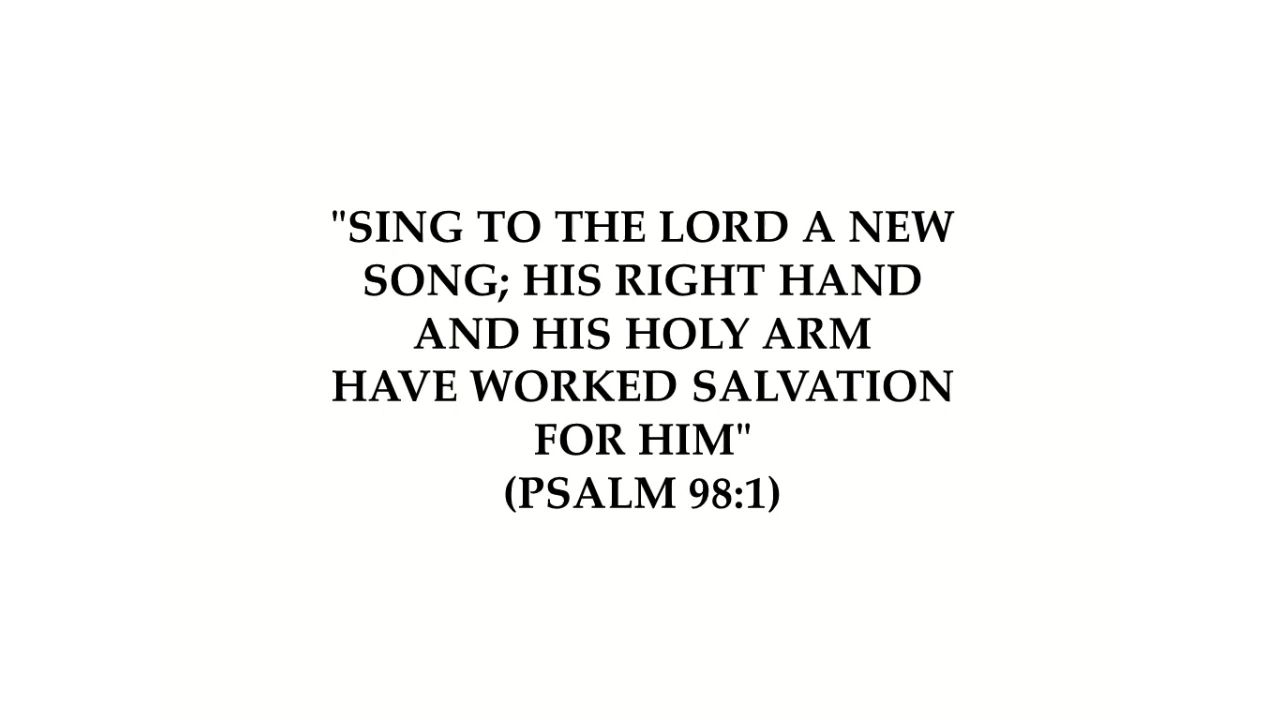 "SING TO THE LORD A NEW
SONG; HIS RIGHT HAND
AND HIS HOLY ARM
HAVE WORKED SALVATION
FOR HIM"
(PSALM 98:1)